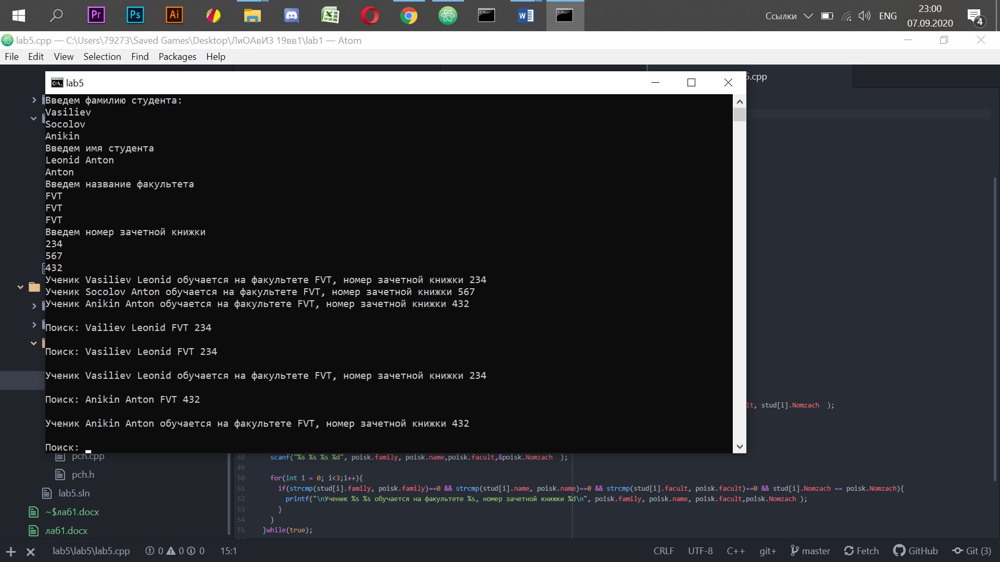 Pr Ps Ai
Ссылки ENG 23:00
07.09.2020 4
lab5.cpp — C:\Users\79273\Saved Games\Desktop\ЛиОАвИЗ 19вв1\lab1 — Atom
File Edit View Selection Find Packages Help
lab5
5.cpp
Введем фамилию студента:
Vasiliev
Socolov
Anikin
Введем имя студента
Leonid Anton
Anton
Введем название факультета
FVT
FVT
FVT
Введем номер зачетной книжки
234
567
432
Ученик Vasiliev Leonid обучается на факультете FVT, номер зачетной книжки 234
Ученик Socolov Anton обучается на факультете FVT, номер зачетной книжки 567
Ученик Anikin Anton обучается на факультете FVT, номер зачетной книжки 432
Поиск: Vailiev Leonid FVT 234
Поиск: Vasiliev Leonid FVT 234
Ученик Vasiliev Leonid обучается на факультете FVT, номер зачетной книжки 234
Поиск: Anikin Anton FVT 432
lt, stud[i].Nomzach );
Ученик Anikin Anton обучается на факультете FVT, номер зачетной книжки 432
Поиск:
pch.cpp
pch.h
lab5.sln
~$ла61.docx
ла61.docx
48 scanf("%s %s %s %d", poisk.family, poisk.name,poisk.facult,&poisk.Nomzach );
49
50 for(int i = 0; i<3;i++){
51 if(strcmp(stud[i].family, poisk.family)==0 && strcmp(stud[i].name, poisk.name)==0 && strcmp(stud[i].facult, poisk.facult)==0 && stud[i].Nomzach == poisk.Nomzach){
52 printf("\nУченик %s %s обучается на факультете %s, номер зачетной книжки %d\n", poisk.family, poisk.name, poisk.facult,poisk.Nomzach );
53 }
54 }
55 }while(true);
lab5\lab5\lab5.cpp 0 0 0 15:1 CRLF UTF-8 C++ git+ master Fetch GitHub Git (3)